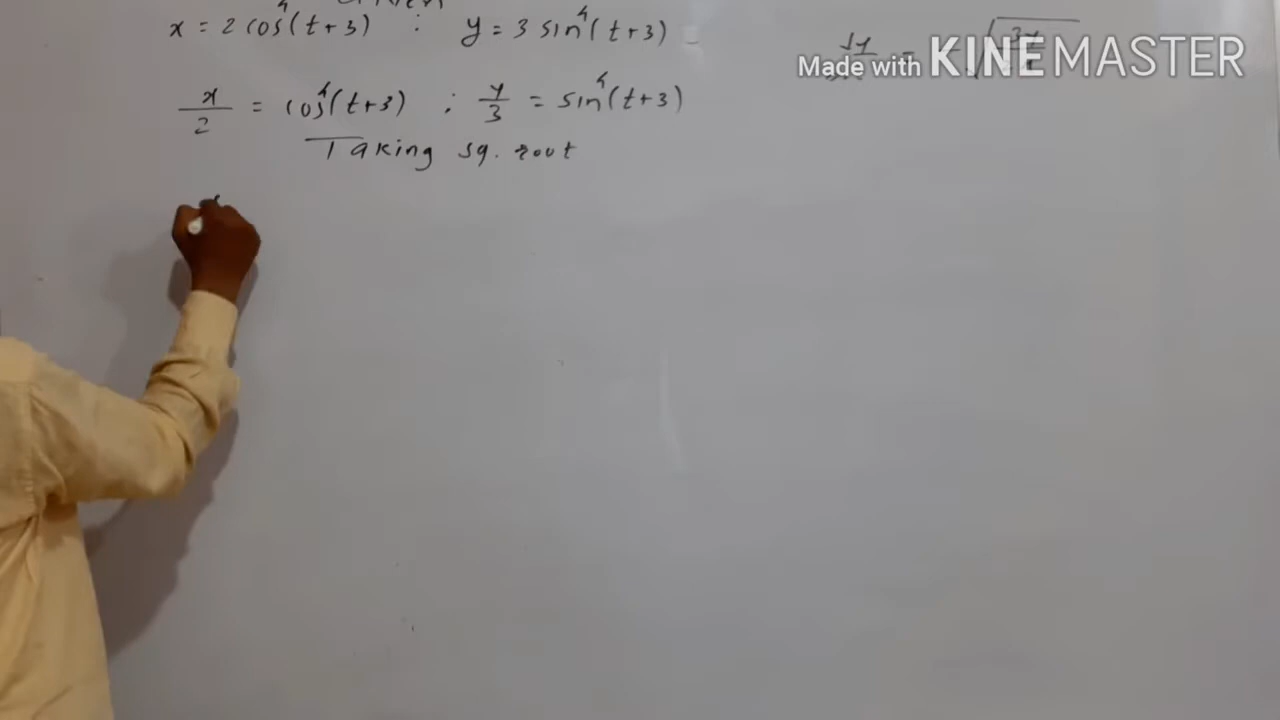 x = 2 cos⁴(t+3) : y = 3 sin⁴(t+3)
x/2 = cos⁴(t+3) ; y/3 = sin⁴(t+3)
Taking sq. root
Made with KINEMASTER